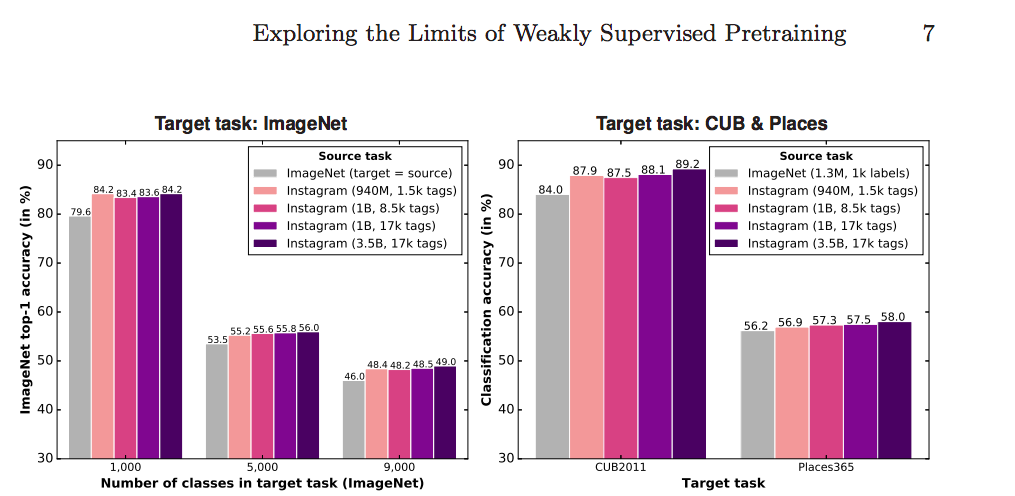 Exploring the Limits of Weakly Supervised Pretraining 7
Target task: ImageNet
ImageNet top-1 accuracy (in %)
90
80
70
60
50
40
30
Source task
ImageNet (target = source)
Instagram (940M, 1.5k tags)
Instagram (1B, 8.5k tags)
Instagram (1B, 17k tags)
Instagram (3.5B, 17k tags)
79.6 84.2 83.4 83.6 84.2
53.5 55.2 55.6 55.8 56.0
46.0 48.4 48.2 48.5 49.0
1,000 5,000 9,000
Number of classes in target task (ImageNet)
Target task: CUB & Places
Classification accuracy (in %)
90
80
70
60
50
40
30
Source task
ImageNet (1.3M, 1k labels)
Instagram (940M, 1.5k tags)
Instagram (1B, 8.5k tags)
Instagram (1B, 17k tags)
Instagram (3.5B, 17k tags)
84.0 87.9 87.5 88.1 89.2
56.2 56.9 57.3 57.5 58.0
CUB2011 Places365
Target task